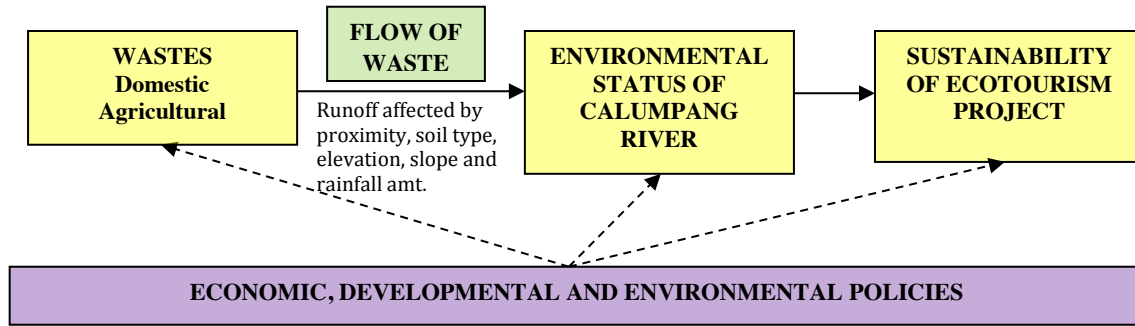 WASTES
Domestic
Agricultural
FLOW OF
WASTE
Runoff affected by
proximity, soil type,
elevation, slope and
rainfall amt.
ENVIRONMENTAL
STATUS OF
CALUMPANG
RIVER
SUSTAINABILITY
OF ECOTOURISM
PROJECT
ECONOMIC, DEVELOPMENTAL AND ENVIRONMENTAL POLICIES